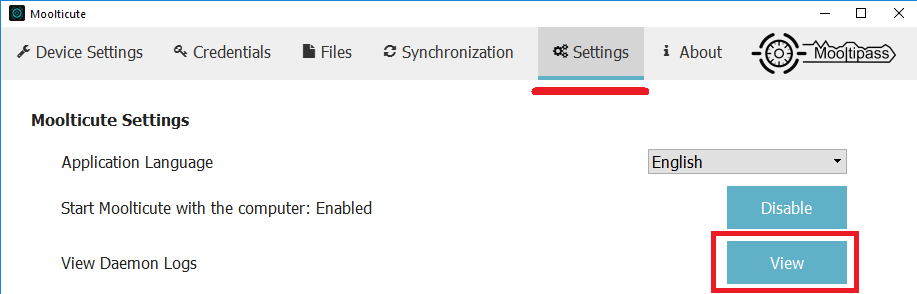 Moolticute
Device Settings Credentials Files Synchronization Settings About Mooltipass
Moolticute Settings
Application Language English
Start Moolticute with the computer: Enabled Disable
View Daemon Logs View